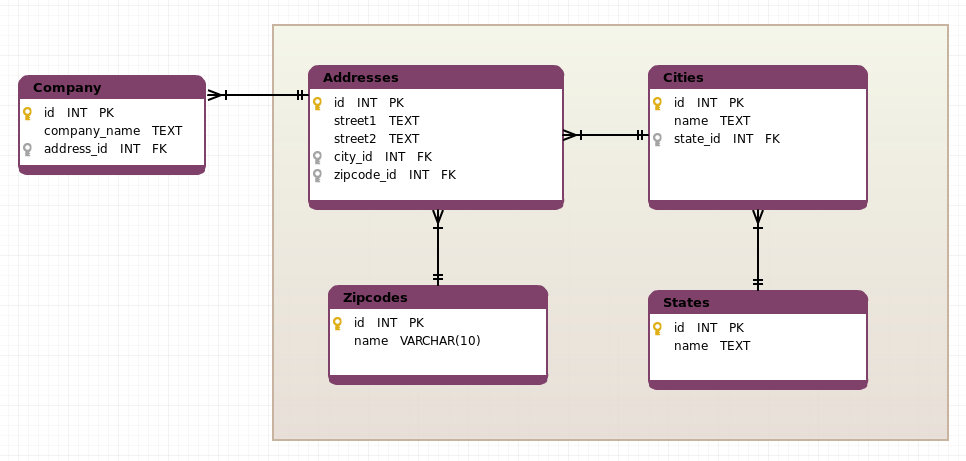 Company
id INT PK
company_name TEXT
address_id INT FK
Addresses
id INT PK
street1 TEXT
street2 TEXT
city_id INT FK
zipcode_id INT FK
Cities
id INT PK
name TEXT
state_id INT FK
Zipcodes
id INT PK
name VARCHAR(10)
States
id INT PK
name TEXT